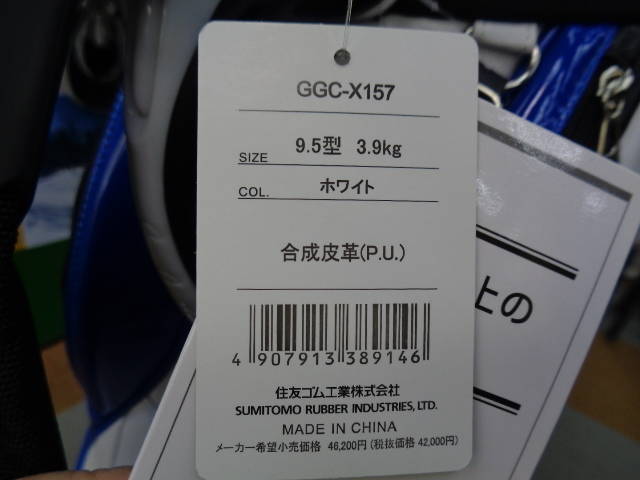 GGC-X157
SIZE 9.5型 3.9kg
COL. ホワイト
合成皮革(P.U.)
4 907913 389146
住友ゴム工業株式会社
SUMITOMO RUBBER INDUSTRIES, LTD.
MADE IN CHINA
メーカー希望小売価格 46,200円 (税抜価格 42,000円)
上の